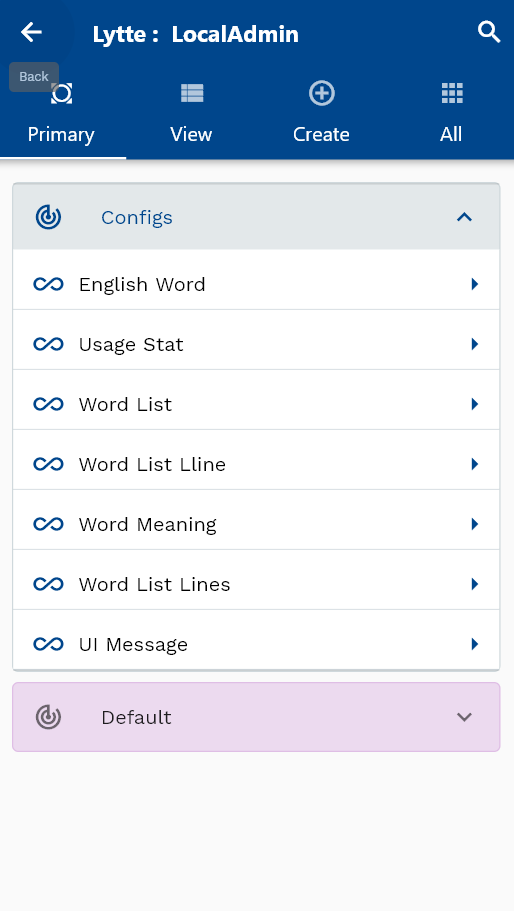 Lytte :  LocalAdmin
Back
Primary
View
Create
All
Configs
English Word
Usage Stat
Word List
Word List Lline
Word Meaning
Word List Lines
UI Message
Default